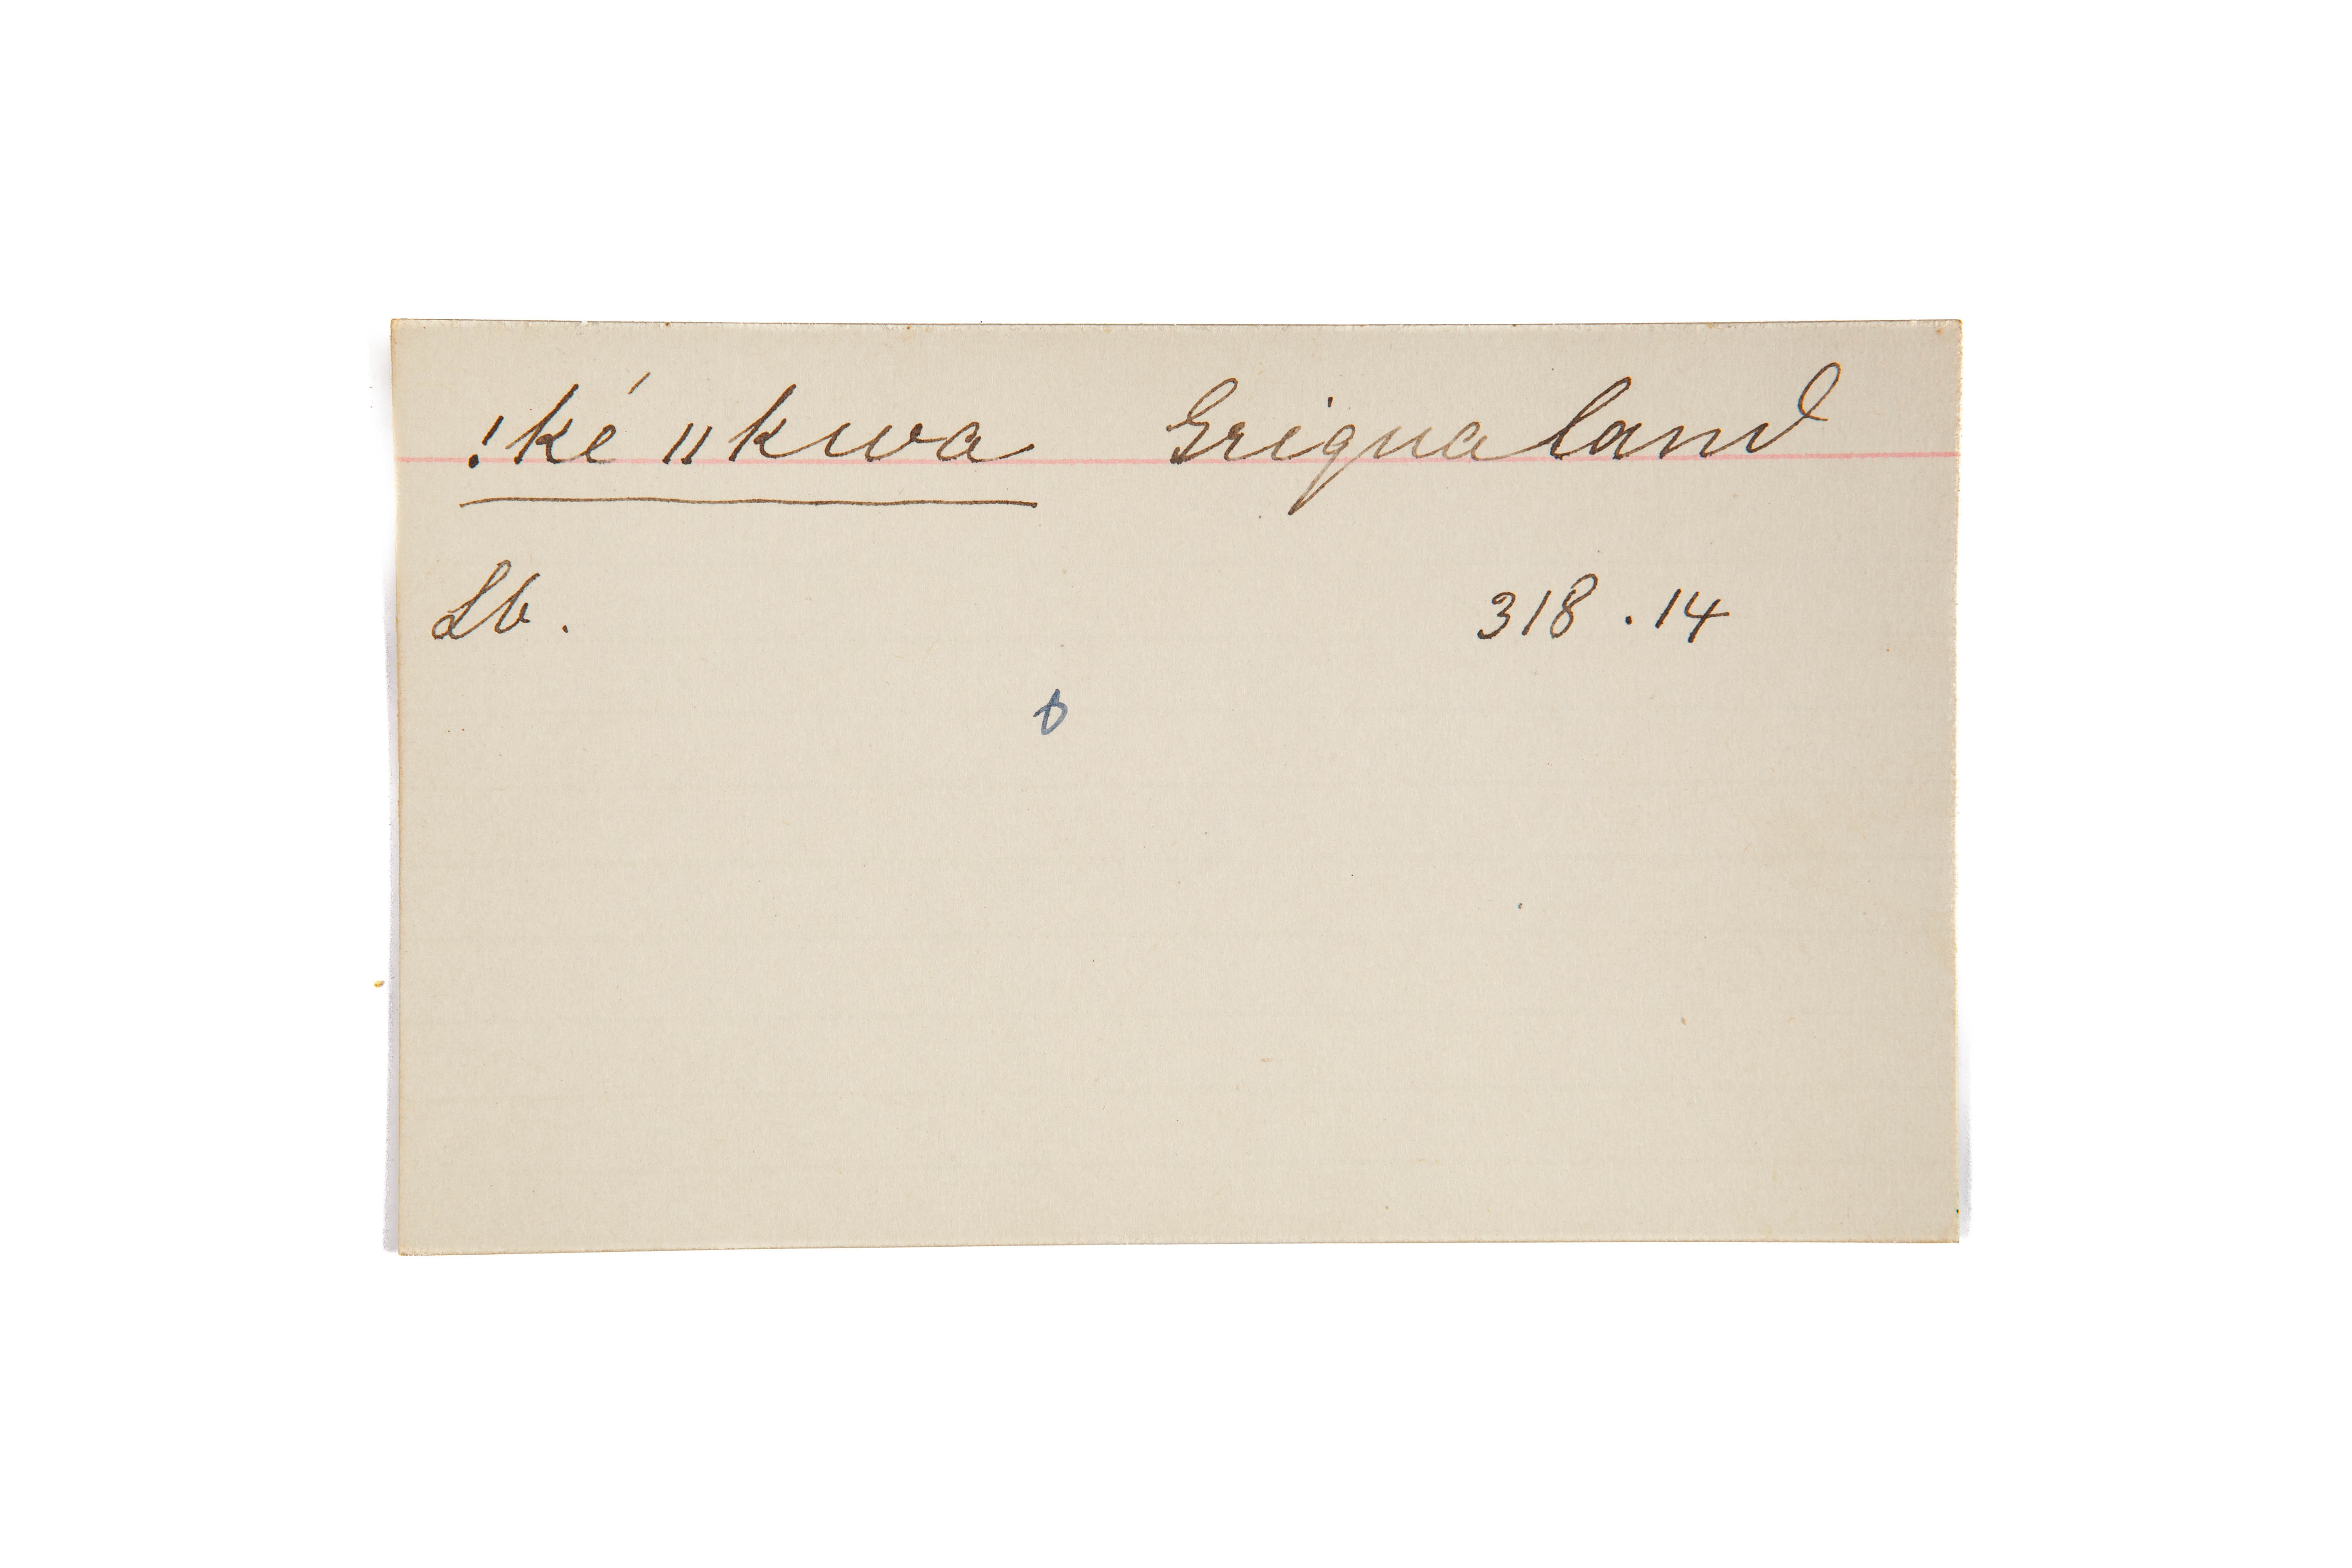 !ké ǁkwa Griqualand
Lb. 318.14